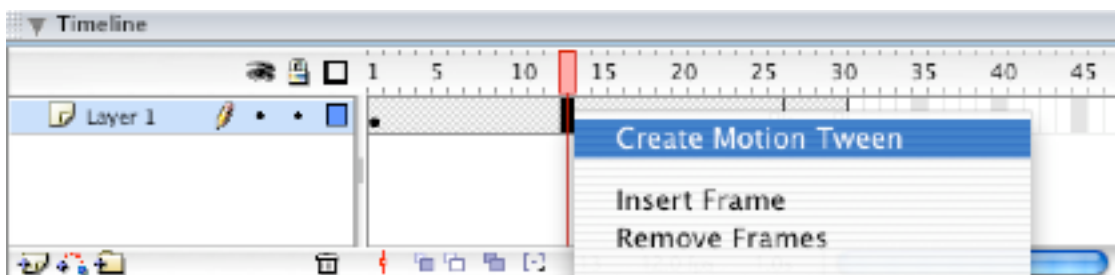 Timeline
1 5 10 15 20 25 30 35 40 45
Layer 1
Create Motion Tween
Insert Frame
Remove Frames